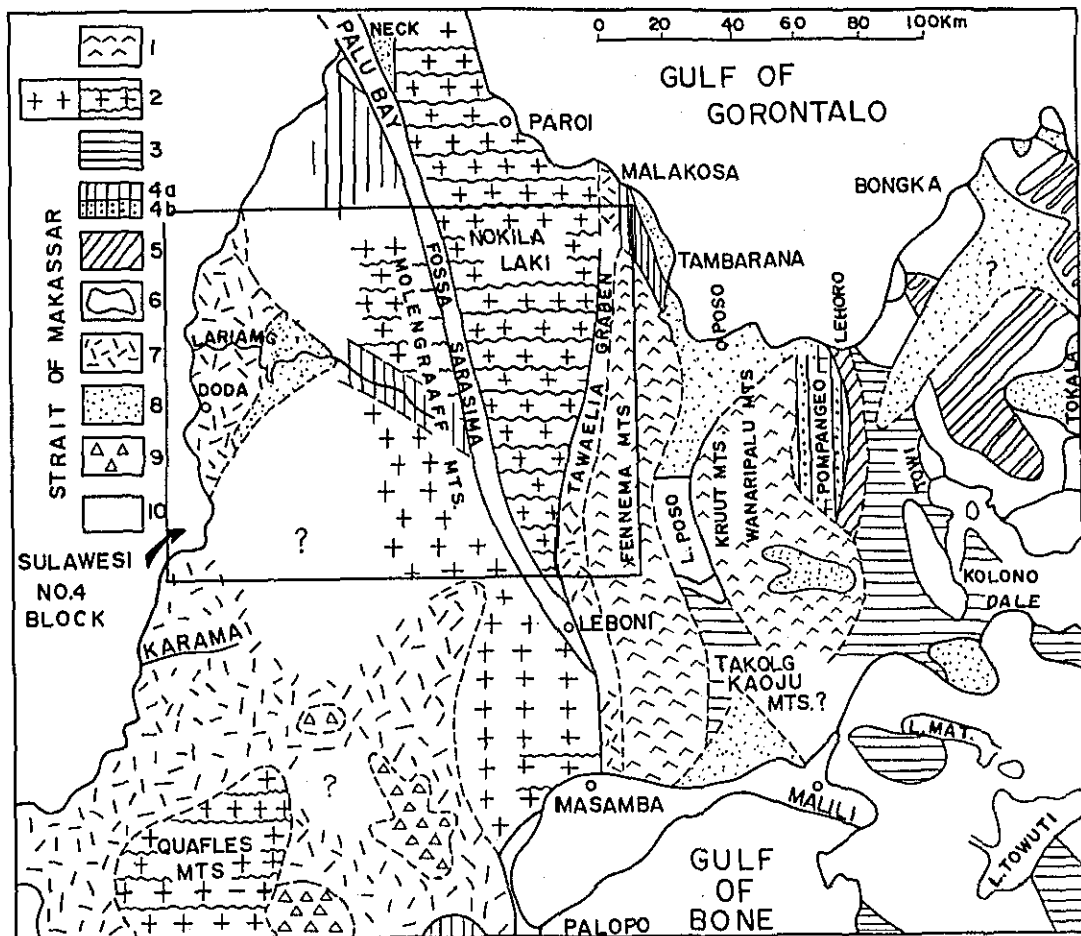 0 20 40 60 80 100Km
GULF OF
GORONTALO
1
2
3
4a
4b
5
6
7
8
9
10
STRAIT OF MAKASSAR
SULAWESI
NO.4
BLOCK
PALU BAY
NECK
PAROI
MALAKOSA
BONGKA
NOKILA
LAKI
TAMBARANA
FOSSA
SARASIMA
MOLENGRAAFF
MTS.
LARIAMG
DODA
TAWAELIA GRABEN
FENNEMA MTS
POSO
LEHORO
L. POSO
KRUUT MTS
WANARIPALU MTS
POMPANGEO
TOWI
TOKALA
?
?
KOLONO
DALE
KARAMA
LEBONI
TAKOLG
KAOJU
MTS.?
L. MAT.
?
QUAFLES
MTS
MASAMBA
MALILI
L. TOWUTI
GULF
OF
BONE
PALOPO